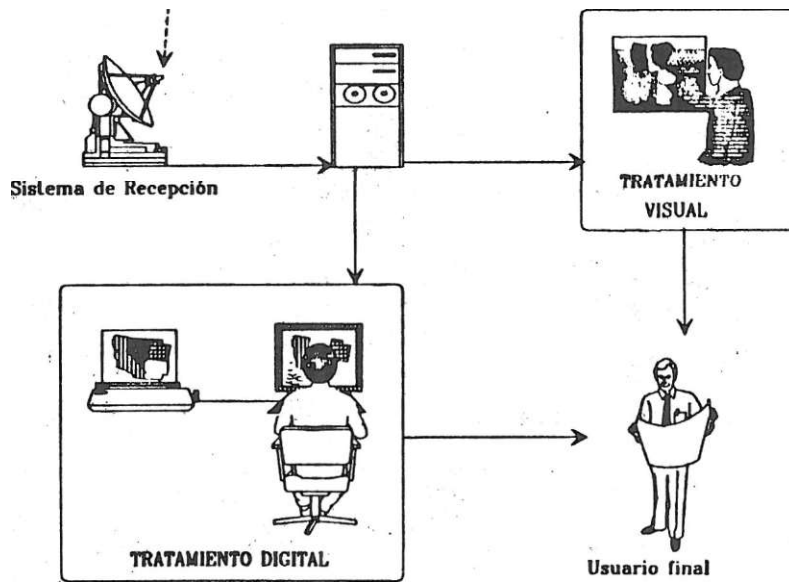 Sistema de Recepción
TRATAMIENTO
VISUAL
TRATAMIENTO DIGITAL
Usuario final